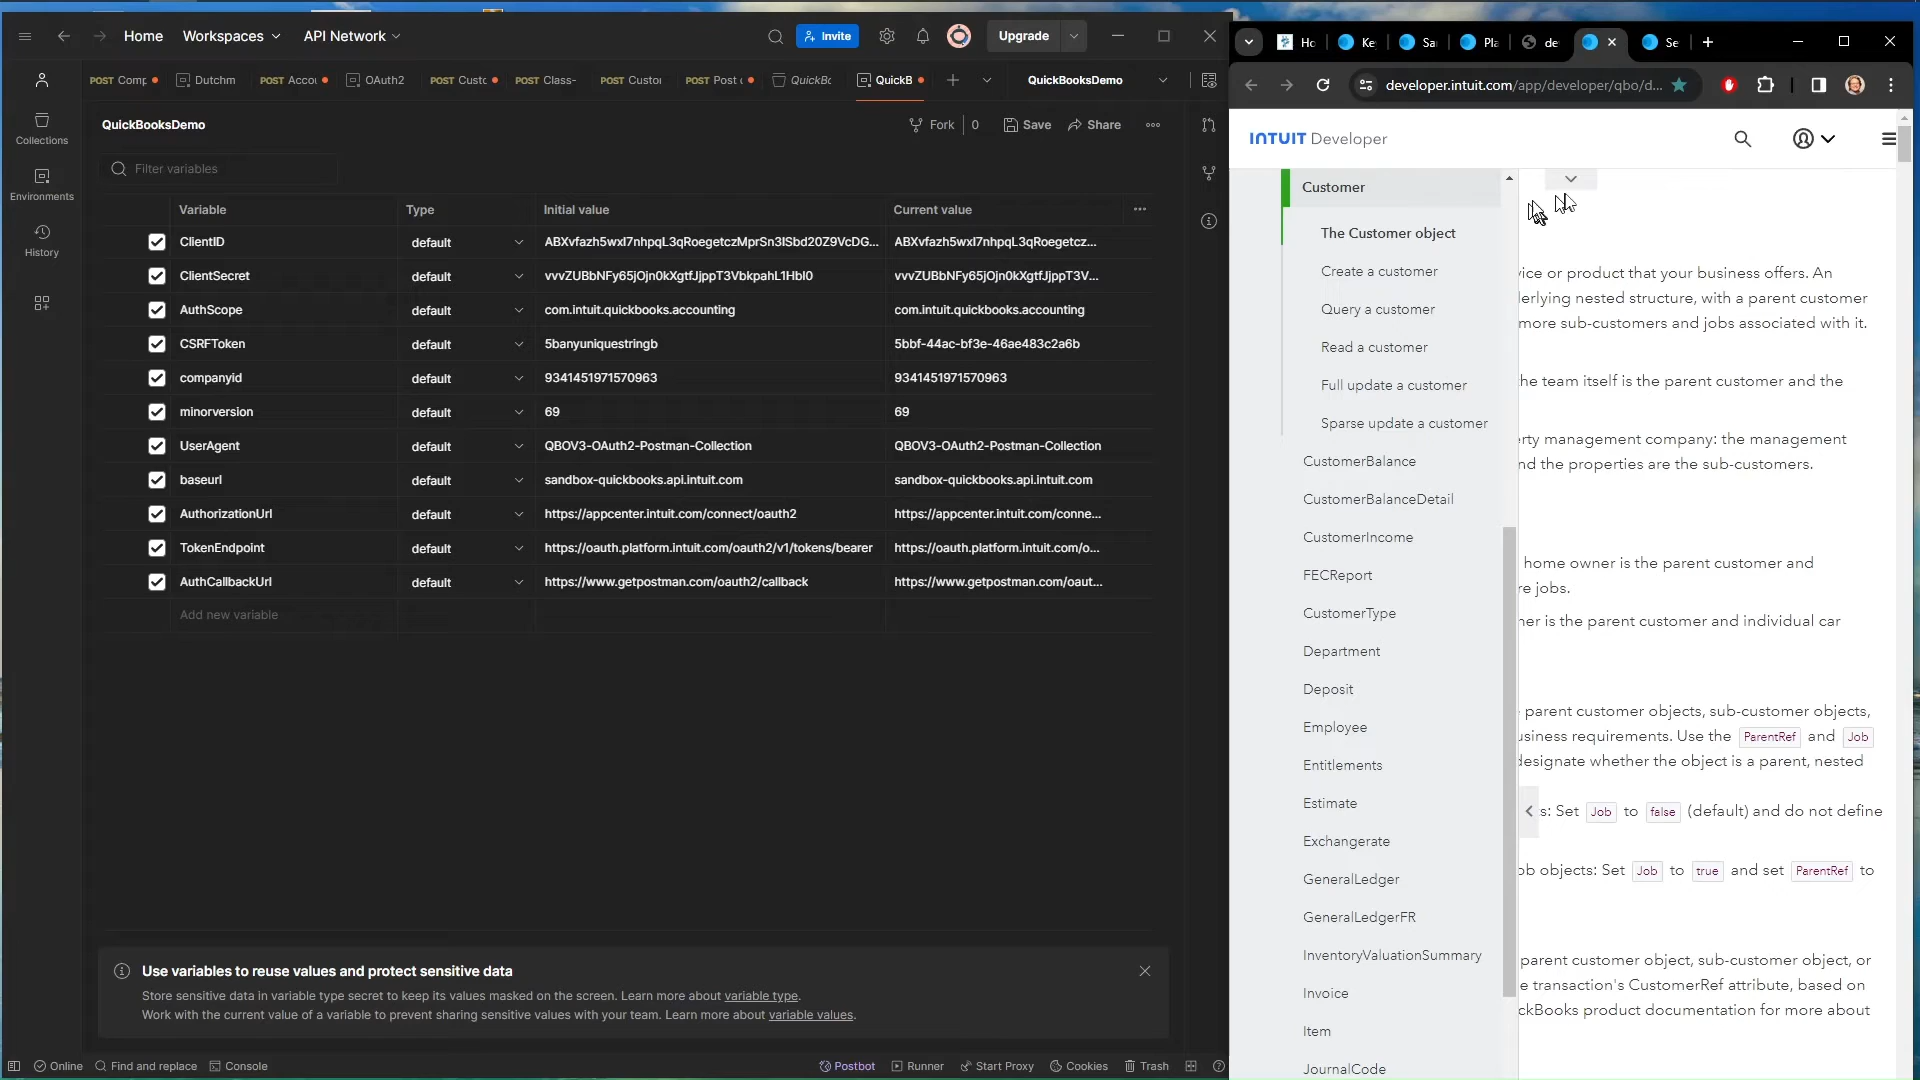 Home
Workspaces
API Network
Invite
Upgrade
POST Comp
Dutchm
POST Accou
OAuth2
POST Custc
POST Class-
POST Custor
POST Post
QuickBc
QuickB
QuickBooksDemo
QuickBooksDemo
Fork 0
Save
Share
Filter variables
Collections
Environments
History
Variable Type Initial value Current value
ClientID default ABXvfazh5wxl7nhpqL3qRoegetczMprSn3ISbd20Z9VcDG... ABXvfazh5wxl7nhpqL3qRoegetcz...
ClientSecret default vvvZUBbNFy65jOjn0kXgtfJjppT3VbkpahL1Hbl0 vvvZUBbNFy65jOjn0kXgtfJjppT3V...
AuthScope default com.intuit.quickbooks.accounting com.intuit.quickbooks.accounting
CSRFToken default 5banyuniquestringb 5bbf-44ac-bf3e-46ae483c2a6b
companyid default 9341451971570963 9341451971570963
minorversion default 69 69
UserAgent default QBOV3-OAuth2-Postman-Collection QBOV3-OAuth2-Postman-Collection
baseurl default sandbox-quickbooks.api.intuit.com sandbox-quickbooks.api.intuit.com
AuthorizationUrl default https://appcenter.intuit.com/connect/oauth2 https://appcenter.intuit.com/conne...
TokenEndpoint default https://oauth.platform.intuit.com/oauth2/v1/tokens/bearer https://oauth.platform.intuit.com/o...
AuthCallbackUrl default https://www.getpostman.com/oauth2/callback https://www.getpostman.com/oaut...
Add new variable
Use variables to reuse values and protect sensitive data
Store sensitive data in variable type secret to keep its values masked on the screen. Learn more about variable type.
Work with the current value of a variable to prevent sharing sensitive values with your team. Learn more about variable values.
Online
Find and replace
Console
Postbot
Runner
Start Proxy
Cookies
Trash
Ho
Ke
Sa
Pla
de
Se
developer.intuit.com/app/developer/qbo/d...
INTUIT Developer
Customer
The Customer object
Create a customer
Query a customer
Read a customer
Full update a customer
Sparse update a customer
CustomerBalance
CustomerBalanceDetail
CustomerIncome
FECReport
CustomerType
Department
Deposit
Employee
Entitlements
Estimate
Exchangerate
GeneralLedger
GeneralLedgerFR
InventoryValuationSummary
Invoice
Item
JournalCode
vice or product that your business offers. An
derlying nested structure, with a parent customer
more sub-customers and jobs associated with it.
the team itself is the parent customer and the
erty management company: the management
nd the properties are the sub-customers.
home owner is the parent customer and
re jobs.
ner is the parent customer and individual car
parent customer objects, sub-customer objects,
usiness requirements. Use the ParentRef and Job
designate whether the object is a parent, nested
s: Set Job to false (default) and do not define
ob objects: Set Job to true and set ParentRef to
parent customer object, sub-customer object, or
e transaction's CustomerRef attribute, based on
ckBooks product documentation for more about